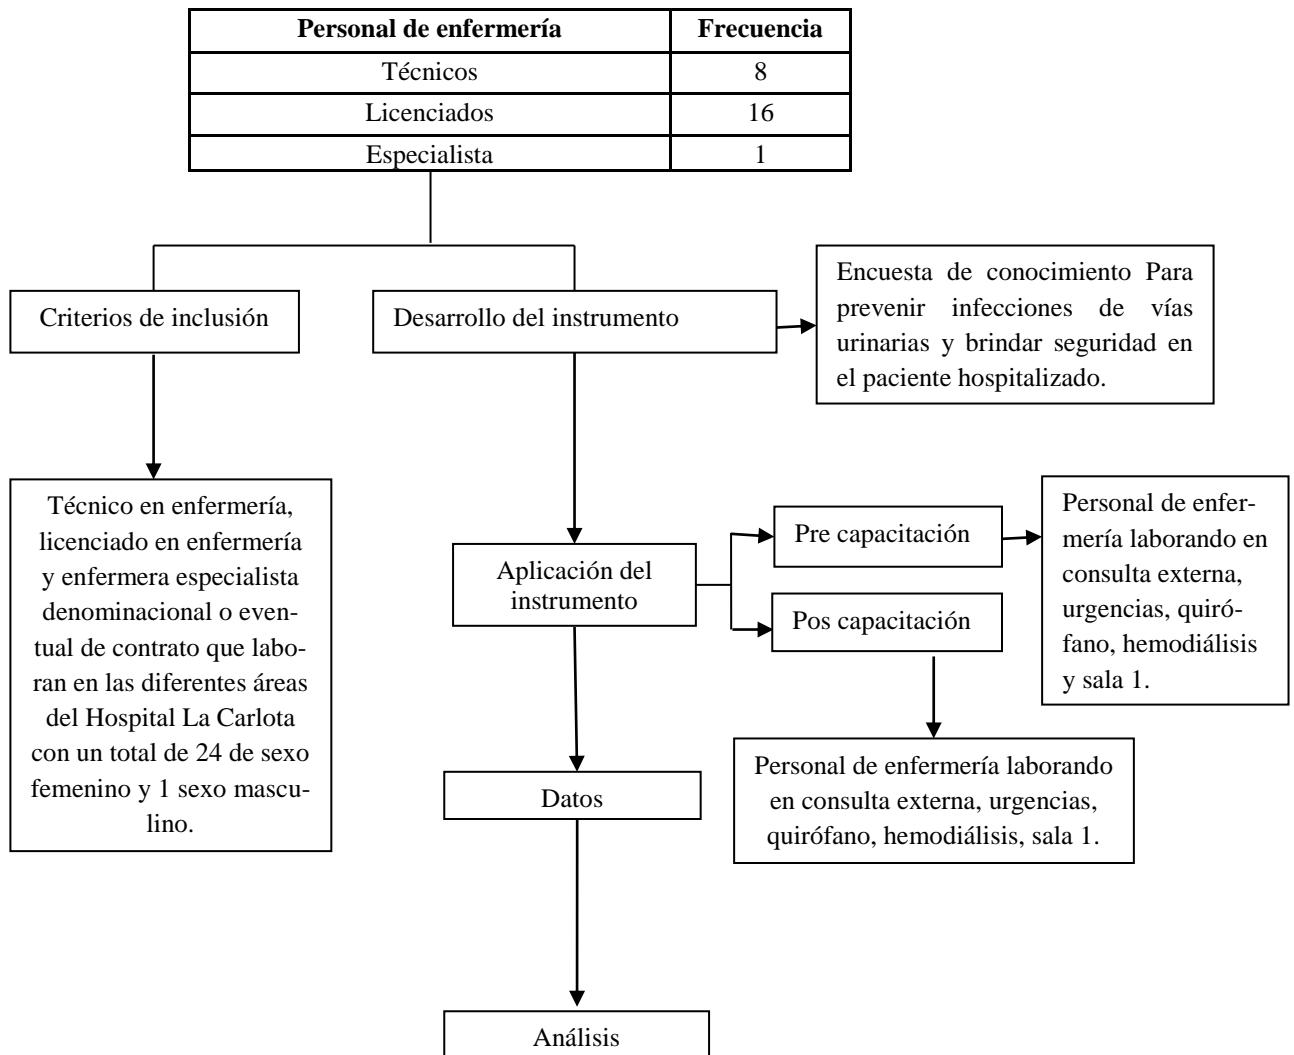 Personal de enfermería Frecuencia
Técnicos 8
Licenciados 16
Especialista 1
Criterios de inclusión
Desarrollo del instrumento
Encuesta de conocimiento Para
prevenir infecciones de vías
urinarias y brindar seguridad en
el paciente hospitalizado.
Técnico en enfermería,
licenciado en enfermería
y enfermera especialista
denominacional o even-
tual de contrato que labo-
ran en las diferentes áreas
del Hospital La Carlota
con un total de 24 de sexo
femenino y 1 sexo mascu-
lino.
Aplicación del
instrumento
Pre capacitación
Personal de enfer-
mería laborando en
consulta externa,
urgencias, quiró-
fano, hemodiálisis
y sala 1.
Pos capacitación
Personal de enfermería laborando
en consulta externa, urgencias,
quirófano, hemodiálisis, sala 1.
Datos
Análisis